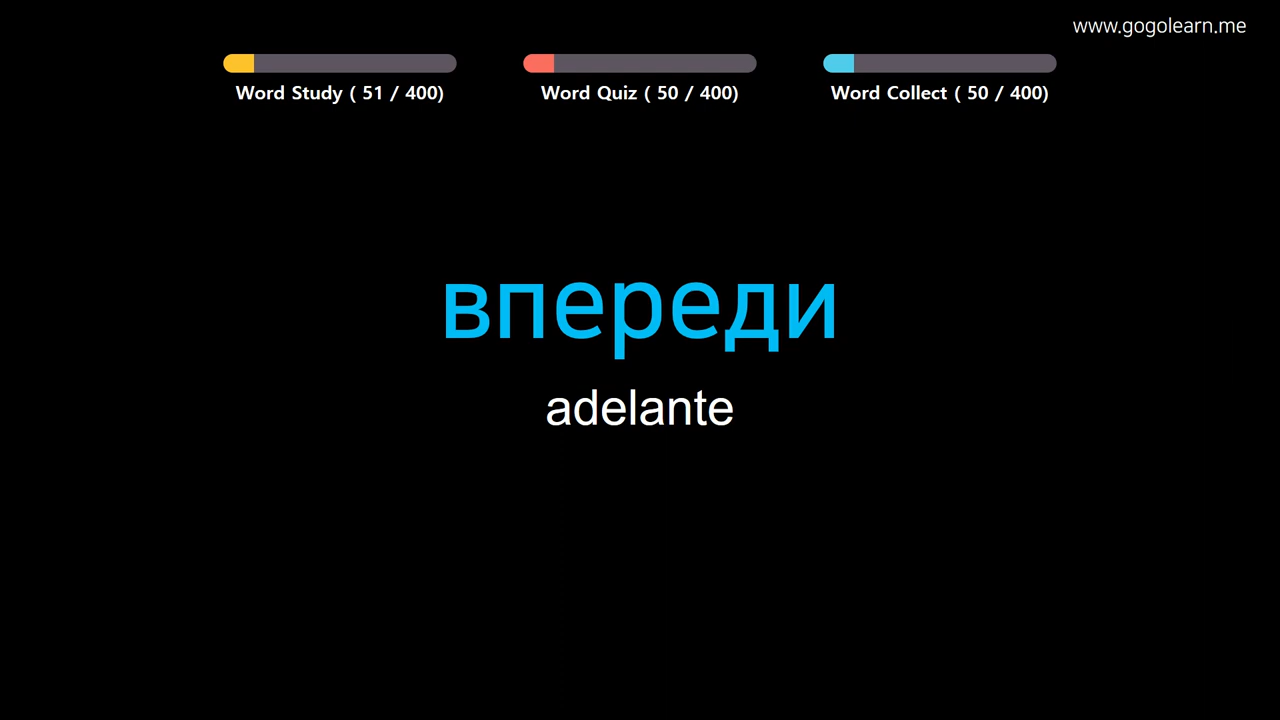 www.gogolearn.me
Word Study ( 51 / 400)
Word Quiz ( 50 / 400)
Word Collect ( 50 / 400)
впереди
adelante